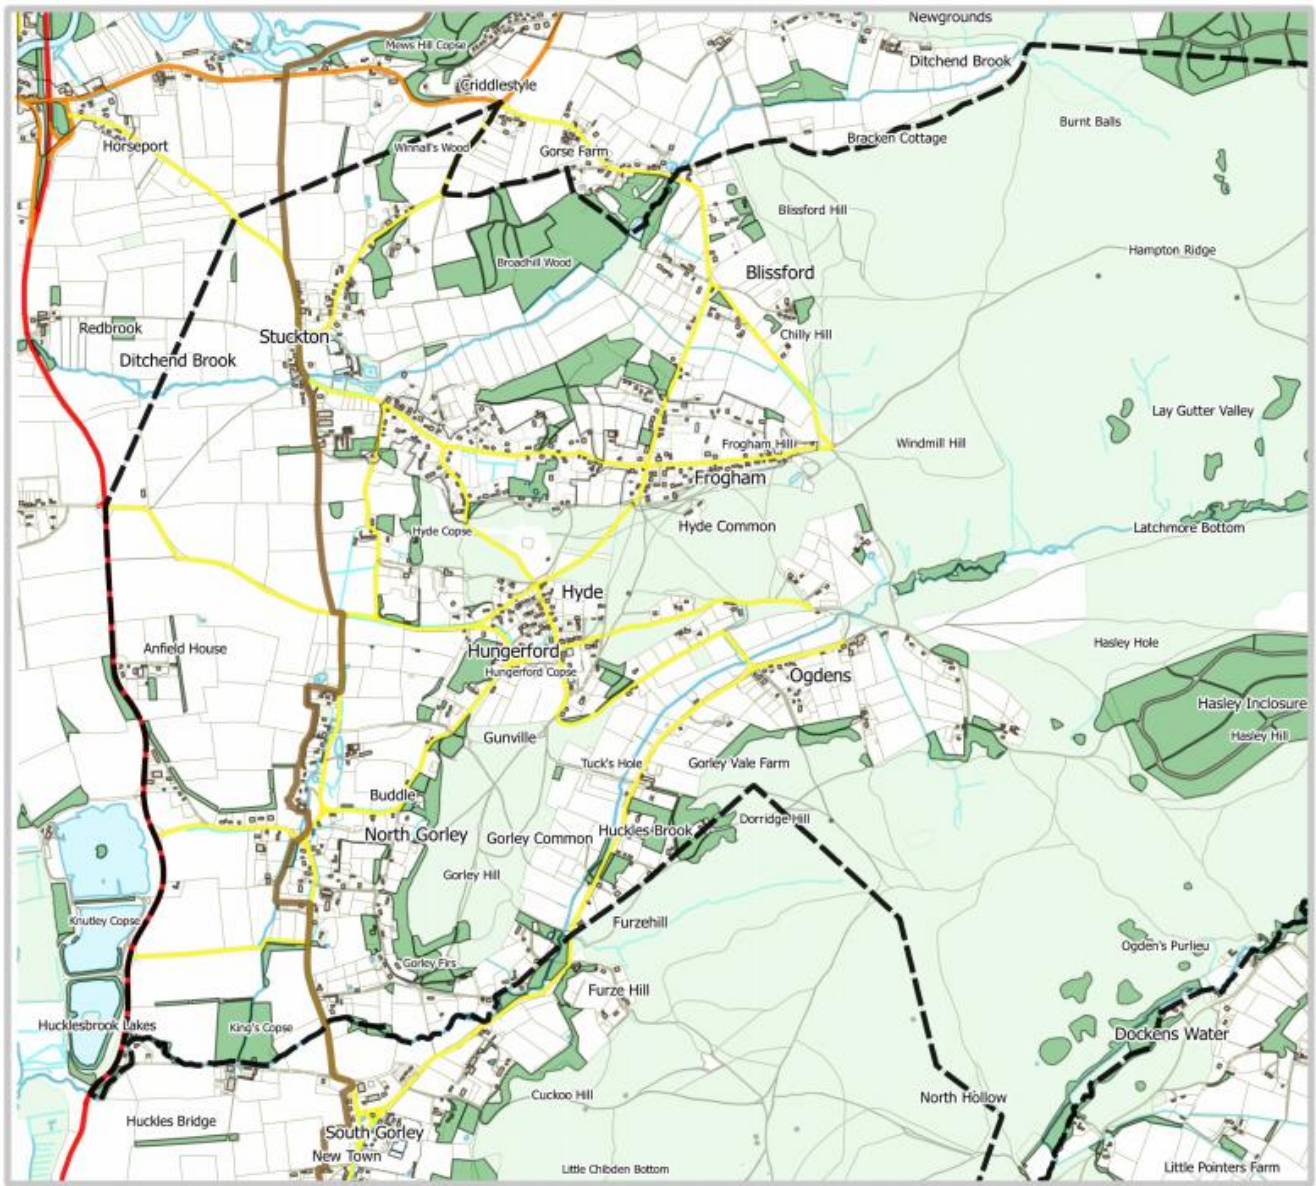 Newgrounds
Mews Hill Copse
Ditchend Brook
Criddlestyle
Burnt Balls
Bracken Cottage
Horseport
Winnall's Wood
Gorse Farm
Blissford Hill
Hampton Ridge
Broadhill Wood
Blissford
Redbrook
Stuckton
Chilly Hill
Ditchend Brook
Lay Gutter Valley
Frogham Hill
Windmill Hill
Frogham
Hyde Copse
Hyde Common
Latchmore Bottom
Hyde
Anfield House
Hungerford
Hasley Hole
Hungerford Copse
Ogdens
Hasley Inclosure
Gunville
Hasley Hill
Tuck's Hole
Gorley Vale Farm
Buddle
North Gorley
Gorley Common
Huckles Brook
Dorridge Hill
Gorley Hill
Knutley Copse
Furzehill
Ogden's Purlieu
Gorley Firs
Furze Hill
Hucklesbrook Lakes
King's Copse
Dockens Water
Cuckoo Hill
North Hollow
Huckles Bridge
South Gorley
New Town
Little Chibden Bottom
Little Pointers Farm